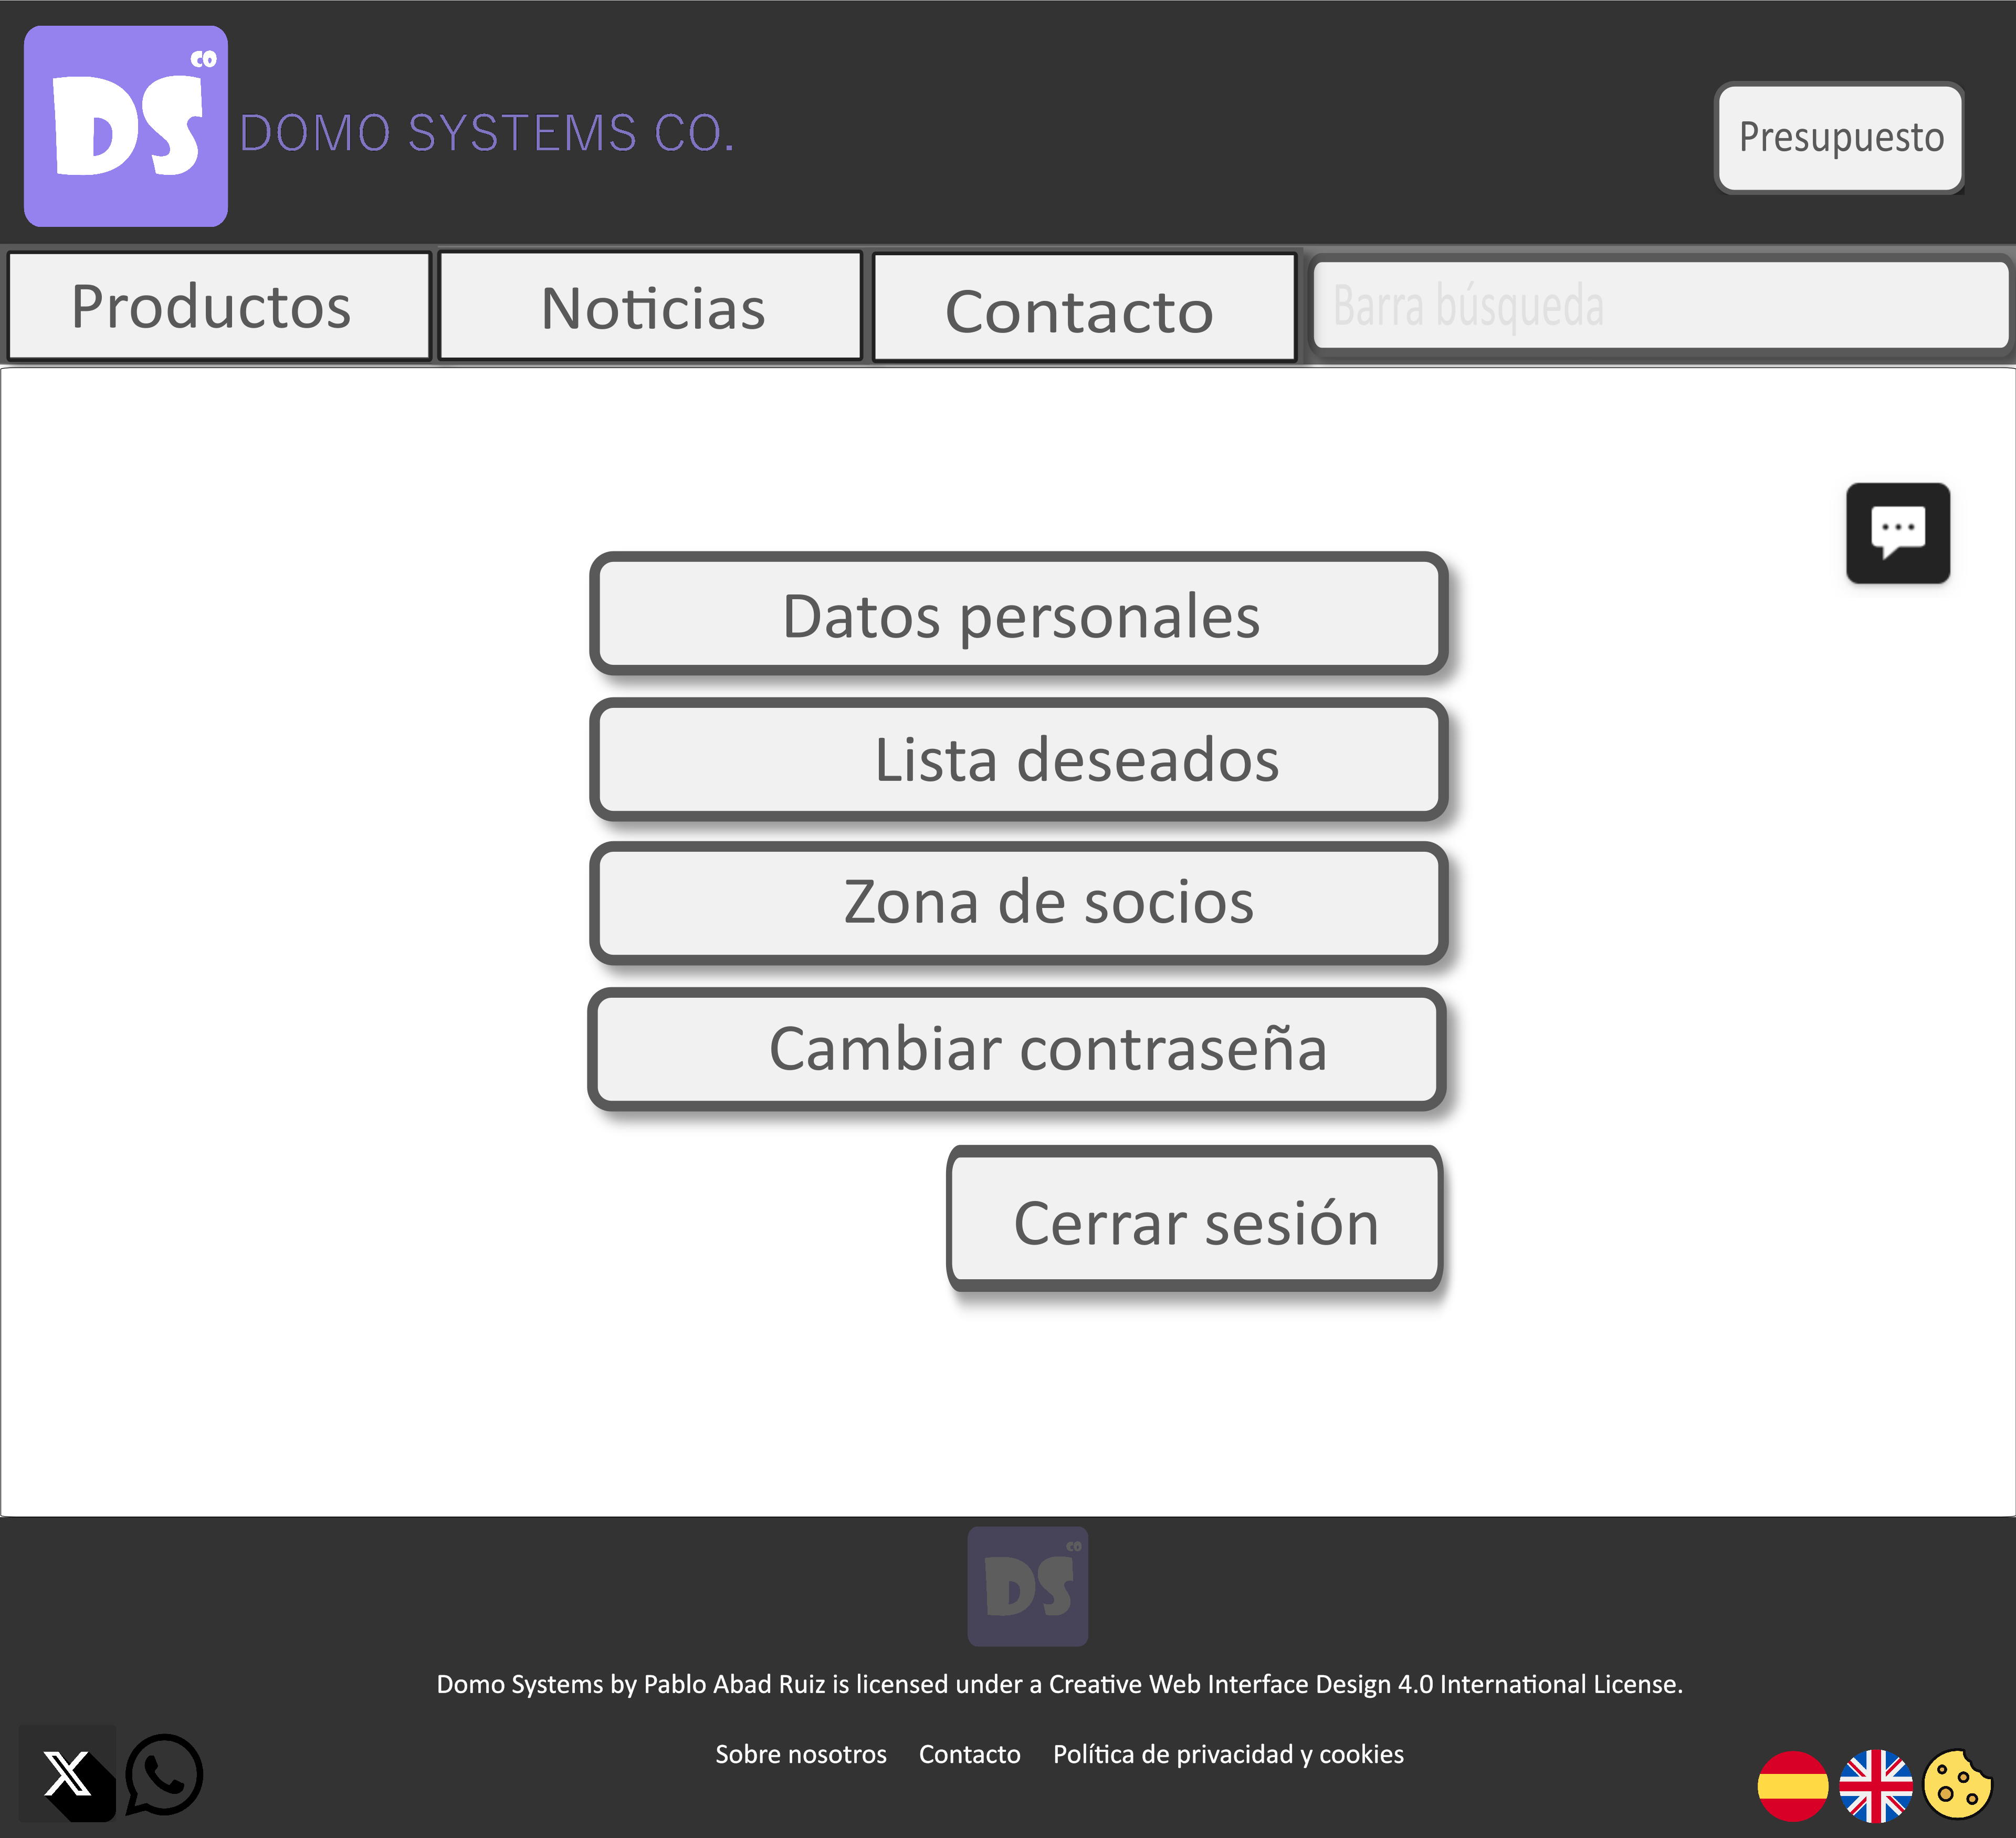 DS CO
DOMO SYSTEMS CO.
Presupuesto
Productos
Noticias
Contacto
Barra búsqueda
Datos personales
Lista deseados
Zona de socios
Cambiar contraseña
Cerrar sesión
DS CO
Domo Systems by Pablo Abad Ruiz is licensed under a Creative Web Interface Design 4.0 International License.
Sobre nosotros Contacto Política de privacidad y cookies